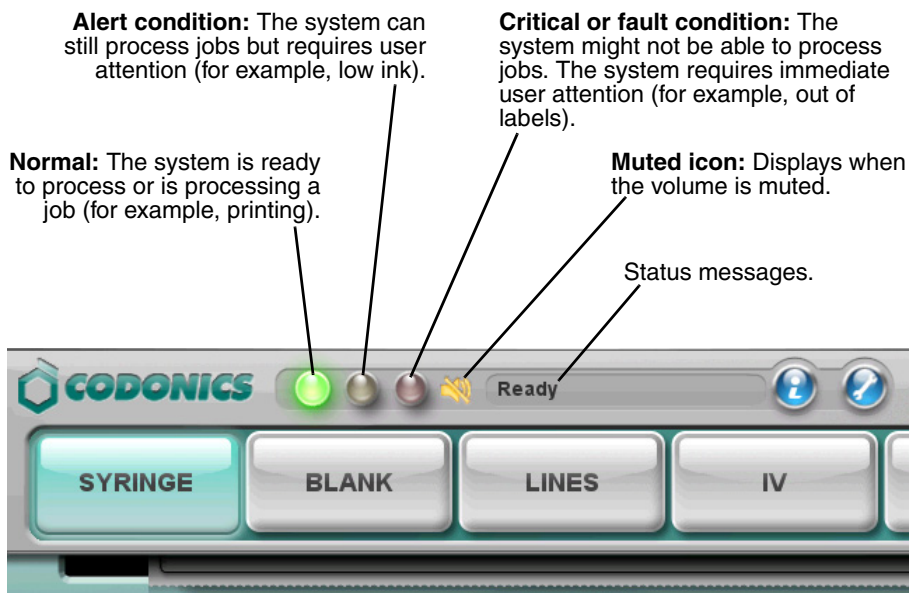 Alert condition: The system can
still process jobs but requires user
attention (for example, low ink).
Critical or fault condition: The
system might not be able to process
jobs. The system requires immediate
user attention (for example, out of
labels).
Normal: The system is ready
to process or is processing a
job (for example, printing).
Muted icon: Displays when
the volume is muted.
Status messages.
CODONICS
Ready
SYRINGE
BLANK
LINES
IV